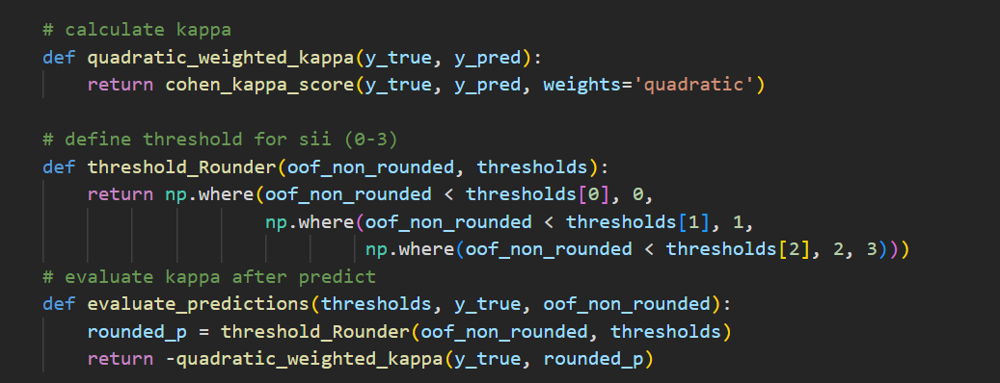 # calculate kappa
def quadratic_weighted_kappa(y_true, y_pred):
    return cohen_kappa_score(y_true, y_pred, weights='quadratic')

# define threshold for sii (0-3)
def threshold_Rounder(oof_non_rounded, thresholds):
    return np.where(oof_non_rounded < thresholds[0], 0,
                    np.where(oof_non_rounded < thresholds[1], 1,
                             np.where(oof_non_rounded < thresholds[2], 2, 3)))
# evaluate kappa after predict
def evaluate_predictions(thresholds, y_true, oof_non_rounded):
    rounded_p = threshold_Rounder(oof_non_rounded, thresholds)
    return -quadratic_weighted_kappa(y_true, rounded_p)